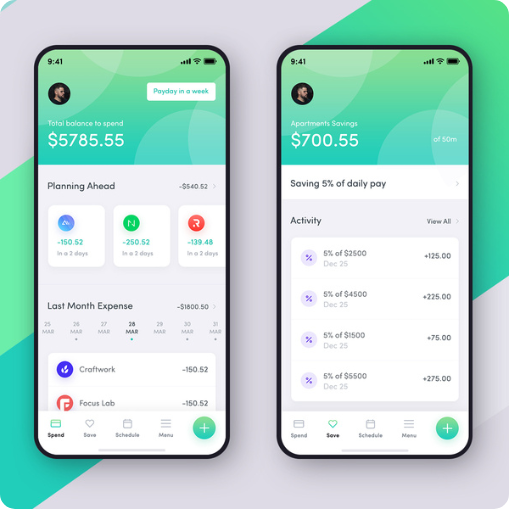 9:41
Payday in a week
Total balance to spend
$5785.55
Planning Ahead
-$540.52
-150.52
In a 2 days
-250.52
In a 2 days
-139.48
In a 2 days
Last Month Expense
-$1800.50
25 26 27 28 29 30 31
MAR MAR MAR MAR MAR MAR MAR
Craftwork
-150.52
Focus Lab
-150.52
Spend
Save
Schedule
Menu
9:41
Apartments Savings
$700.55
of 50m
Saving 5% of daily pay
Activity
View All
5% of $2500
+125.00
Dec 25
5% of $4500
+225.00
Dec 25
5% of $1500
+75.00
Dec 25
5% of $5500
+275.00
Dec 25
Spend
Save
Schedule
Menu